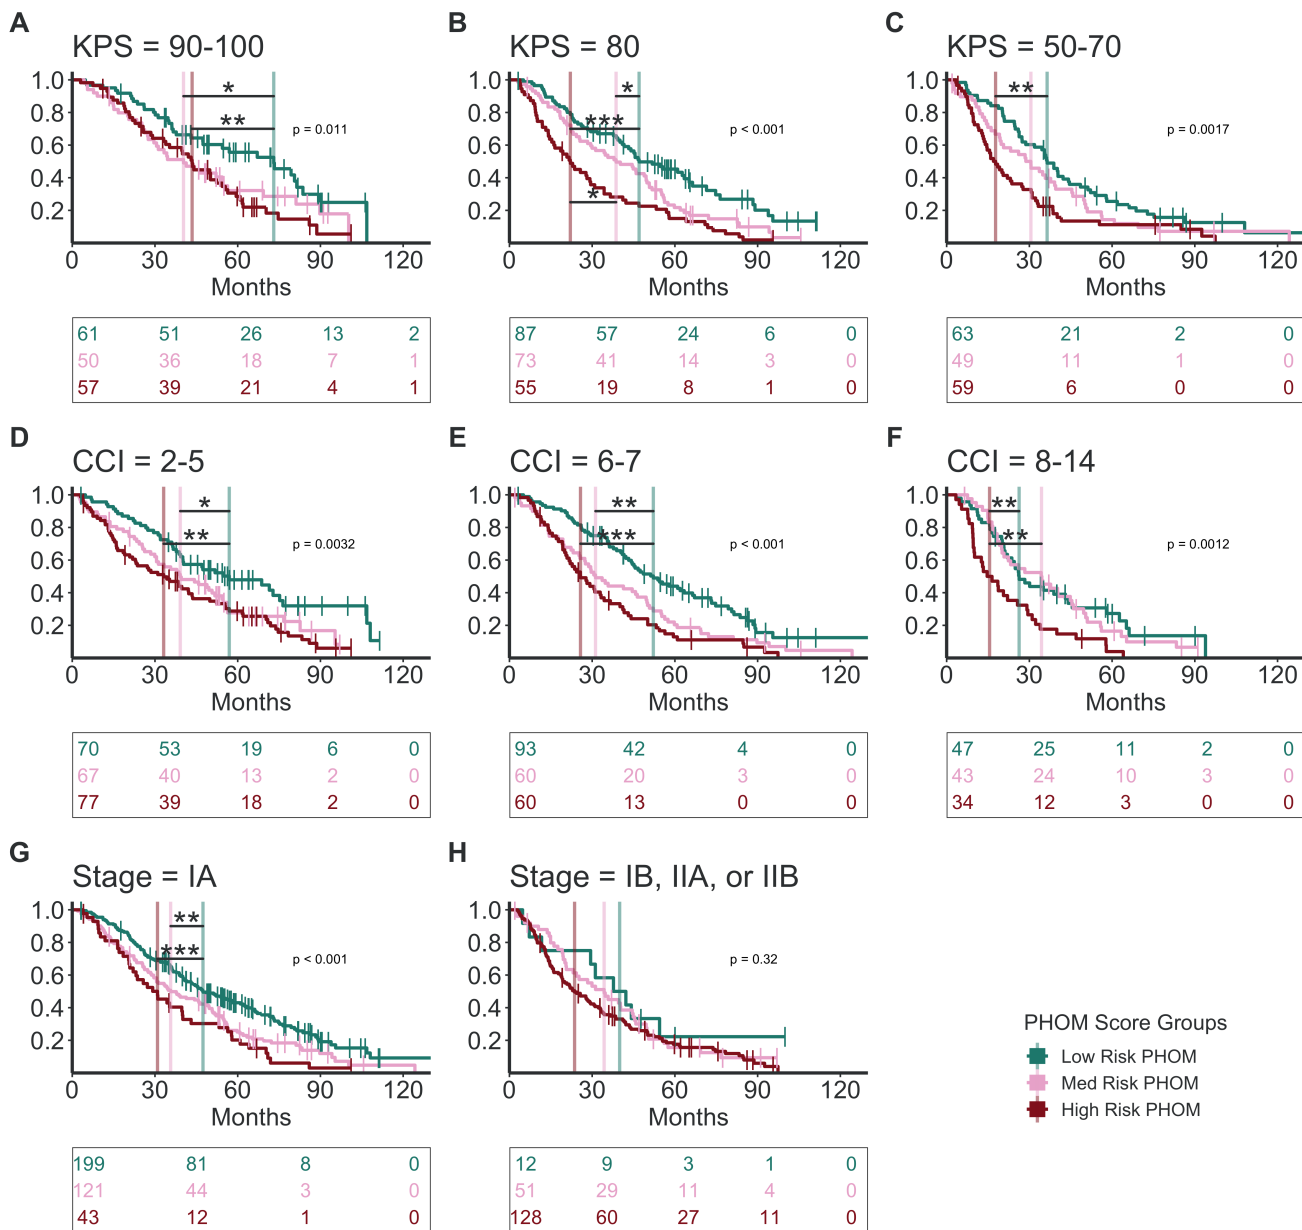 A
KPS = 90-100
1.0
0.8
0.6
0.4
0.2
*
**
p = 0.011
0 30 60 90 120
Months
61 51 26 13 2
50 36 18 7 1
57 39 21 4 1
B
KPS = 80
1.0
0.8
0.6
0.4
0.2
*
***
*
p < 0.001
0 30 60 90 120
Months
87 57 24 6 0
73 41 14 3 0
55 19 8 1 0
C
KPS = 50-70
1.0
0.8
0.6
0.4
0.2
**
p = 0.0017
0 30 60 90 120
Months
63 21 2 0
49 11 1 0
59 6 0 0
D
CCI = 2-5
1.0
0.8
0.6
0.4
0.2
*
**
p = 0.0032
0 30 60 90 120
Months
70 53 19 6 0
67 40 13 2 0
77 39 18 2 0
E
CCI = 6-7
1.0
0.8
0.6
0.4
0.2
**
***
p < 0.001
0 30 60 90 120
Months
93 42 4 0
60 20 3 0
60 13 0 0
F
CCI = 8-14
1.0
0.8
0.6
0.4
0.2
**
**
p = 0.0012
0 30 60 90 120
Months
47 25 11 2 0
43 24 10 3 0
34 12 3 0 0
G
Stage = IA
1.0
0.8
0.6
0.4
0.2
**
***
p < 0.001
0 30 60 90 120
Months
199 81 8 0
121 44 3 0
43 12 1 0
H
Stage = IB, IIA, or IIB
1.0
0.8
0.6
0.4
0.2
p = 0.32
0 30 60 90 120
Months
12 9 3 1 0
51 29 11 4 0
128 60 27 11 0
PHOM Score Groups
Low Risk PHOM
Med Risk PHOM
High Risk PHOM